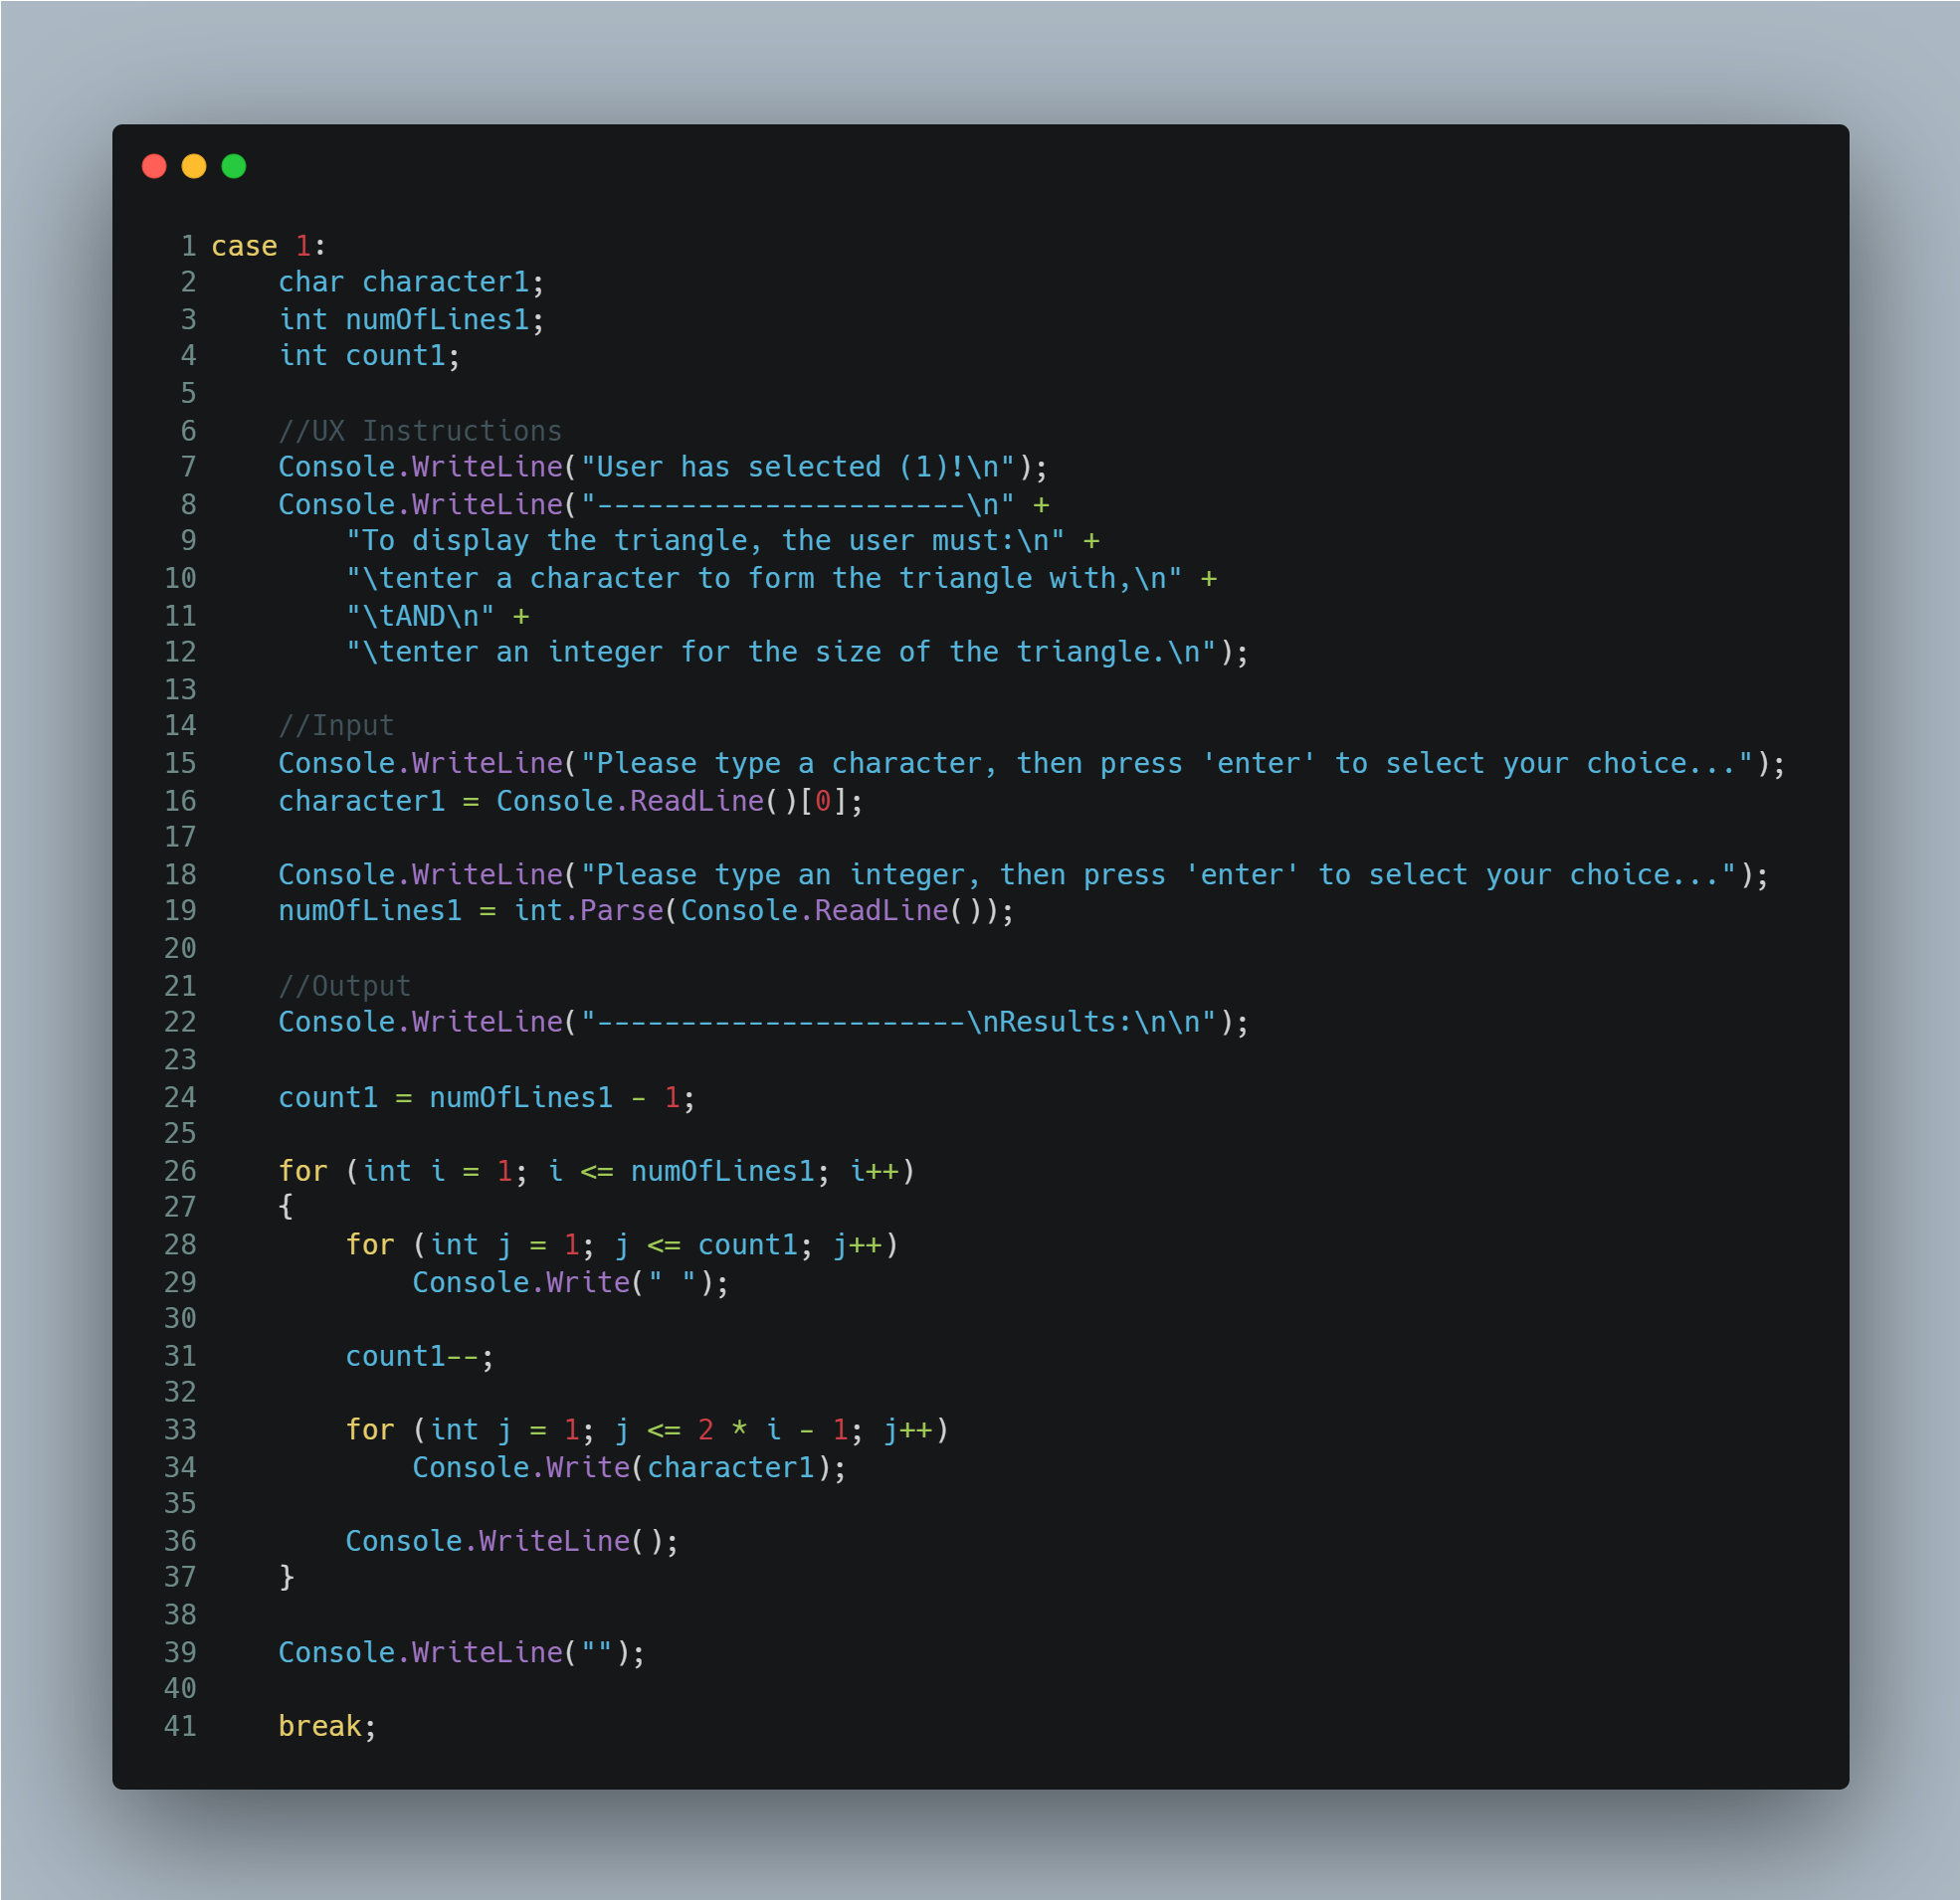 1 case 1:
2     char character1;
3     int numOfLines1;
4     int count1;
5
6     //UX Instructions
7     Console.WriteLine("User has selected (1)!\n");
8     Console.WriteLine("----------------------\n" +
9         "To display the triangle, the user must:\n" +
10         "\tenter a character to form the triangle with,\n" +
11         "\tAND\n" +
12         "\tenter an integer for the size of the triangle.\n");
13
14     //Input
15     Console.WriteLine("Please type a character, then press 'enter' to select your choice...");
16     character1 = Console.ReadLine()[0];
17
18     Console.WriteLine("Please type an integer, then press 'enter' to select your choice...");
19     numOfLines1 = int.Parse(Console.ReadLine());
20
21     //Output
22     Console.WriteLine("----------------------\nResults:\n\n");
23
24     count1 = numOfLines1 - 1;
25
26     for (int i = 1; i <= numOfLines1; i++)
27     {
28         for (int j = 1; j <= count1; j++)
29             Console.Write(" ");
30
31         count1--;
32
33         for (int j = 1; j <= 2 * i - 1; j++)
34             Console.Write(character1);
35
36         Console.WriteLine();
37     }
38
39     Console.WriteLine("");
40
41     break;